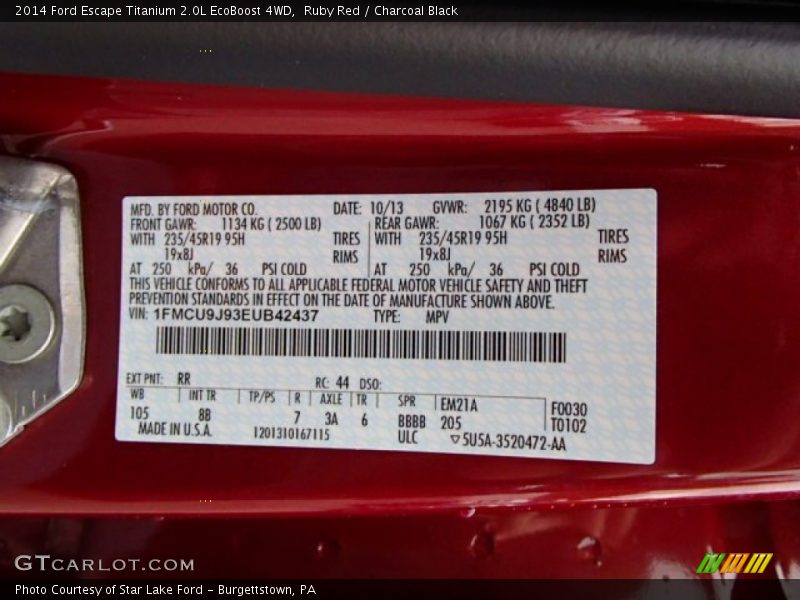 2014 Ford Escape Titanium 2.0L EcoBoost 4WD,  Ruby Red / Charcoal Black
MFD. BY FORD MOTOR CO. DATE: 10/13 GVWR: 2195 KG ( 4840 LB)
FRONT GAWR: 1134 KG ( 2500 LB) REAR GAWR: 1067 KG ( 2352 LB)
WITH 235/45R19 95H TIRES WITH 235/45R19 95H TIRES
19x8J RIMS 19x8J RIMS
AT 250 kPa/ 36 PSI COLD AT 250 kPa/ 36 PSI COLD
THIS VEHICLE CONFORMS TO ALL APPLICABLE FEDERAL MOTOR VEHICLE SAFETY AND THEFT
PREVENTION STANDARDS IN EFFECT ON THE DATE OF MANUFACTURE SHOWN ABOVE.
VIN: 1FMCU9J93EUB42437 TYPE: MPV
EXT PNT: RR RC: 44 DSO:
WB INT TR TP/PS R AXLE TR SPR EM21A F0030
105 8B 7 3A 6 BBBB 205 T0102
MADE IN U.S.A. 1201310167115 ULC ▽5U5A-3520472-AA
GTCARLOT.COM
Photo Courtesy of Star Lake Ford - Burgettstown, PA